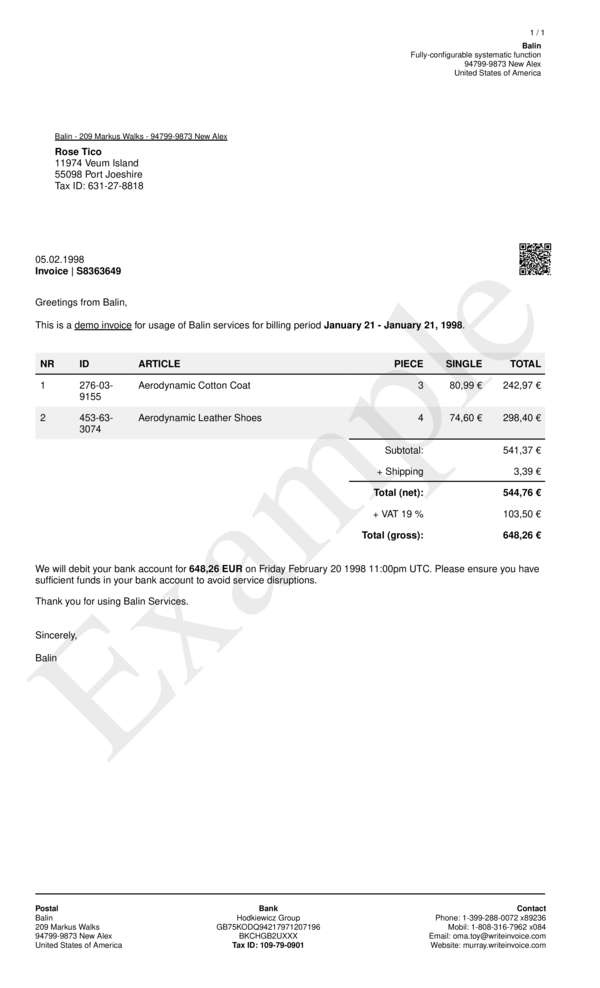 1 / 1
Balin
Fully-configurable systematic function
94799-9873 New Alex
United States of America
Balin - 209 Markus Walks - 94799-9873 New Alex
Rose Tico
11974 Veum Island
55098 Port Joeshire
Tax ID: 631-27-8818
05.02.1998
Invoice | S8363649
Greetings from Balin,
This is a demo invoice for usage of Balin services for billing period January 21 - January 21, 1998.
NR ID ARTICLE PIECE SINGLE TOTAL
1 276-03- Aerodynamic Cotton Coat 3 80,99 € 242,97 €
9155
2 453-63- Aerodynamic Leather Shoes 4 74,60 € 298,40 €
3074
Subtotal: 541,37 €
+ Shipping 3,39 €
Total (net): 544,76 €
+ VAT 19 % 103,50 €
Total (gross): 648,26 €
We will debit your bank account for 648,26 EUR on Friday February 20 1998 11:00pm UTC. Please ensure you have
sufficient funds in your bank account to avoid service disruptions.
Thank you for using Balin Services.
Sincerely,
Balin
Example
Postal Bank Contact
Balin Hodkiewicz Group Phone: 1-399-288-0072 x89236
209 Markus Walks GB75KODQ94217971207196 Mobil: 1-808-316-7962 x084
94799-9873 New Alex BKCHGB2UXXX Email: oma.toy@writeinvoice.com
United States of America Tax ID: 109-79-0901 Website: murray.writeinvoice.com